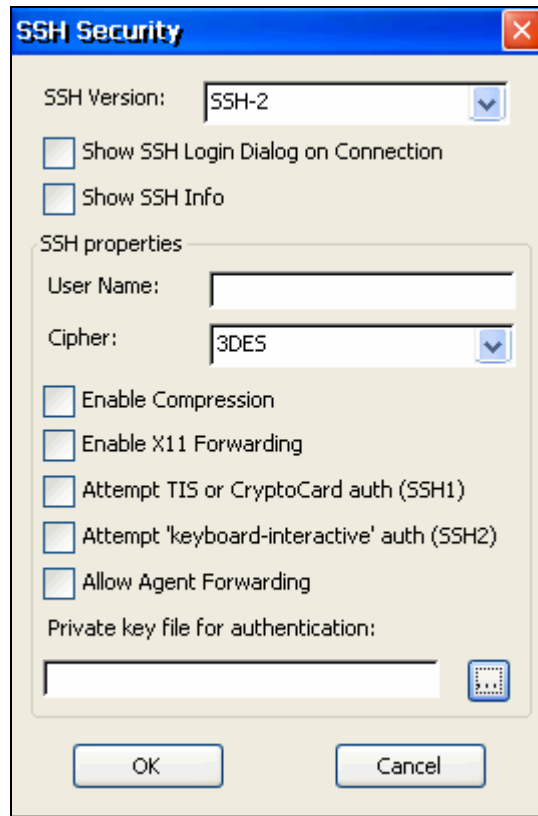 SSH Security
SSH Version: SSH-2
Show SSH Login Dialog on Connection
Show SSH Info
SSH properties
User Name:
Cipher: 3DES
Enable Compression
Enable X11 Forwarding
Attempt TIS or CryptoCard auth (SSH1)
Attempt 'keyboard-interactive' auth (SSH2)
Allow Agent Forwarding
Private key file for authentication:
...
OK Cancel